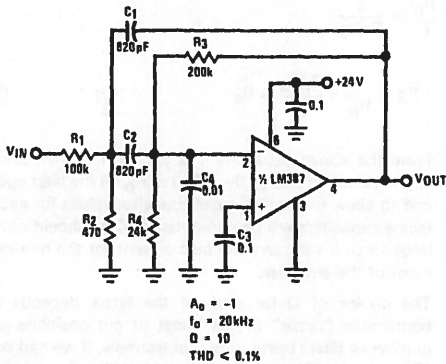 C1
820pF
R3
200k
+24V
0.1
VIN
R1
100k
C2
820pF
2
6
C4
0.01
½ LM387
4
VOUT
R2
470
R4
24k
1
3
C3
0.1
A0 = -1
f0 = 20kHz
Q = 10
THD < 0.1%